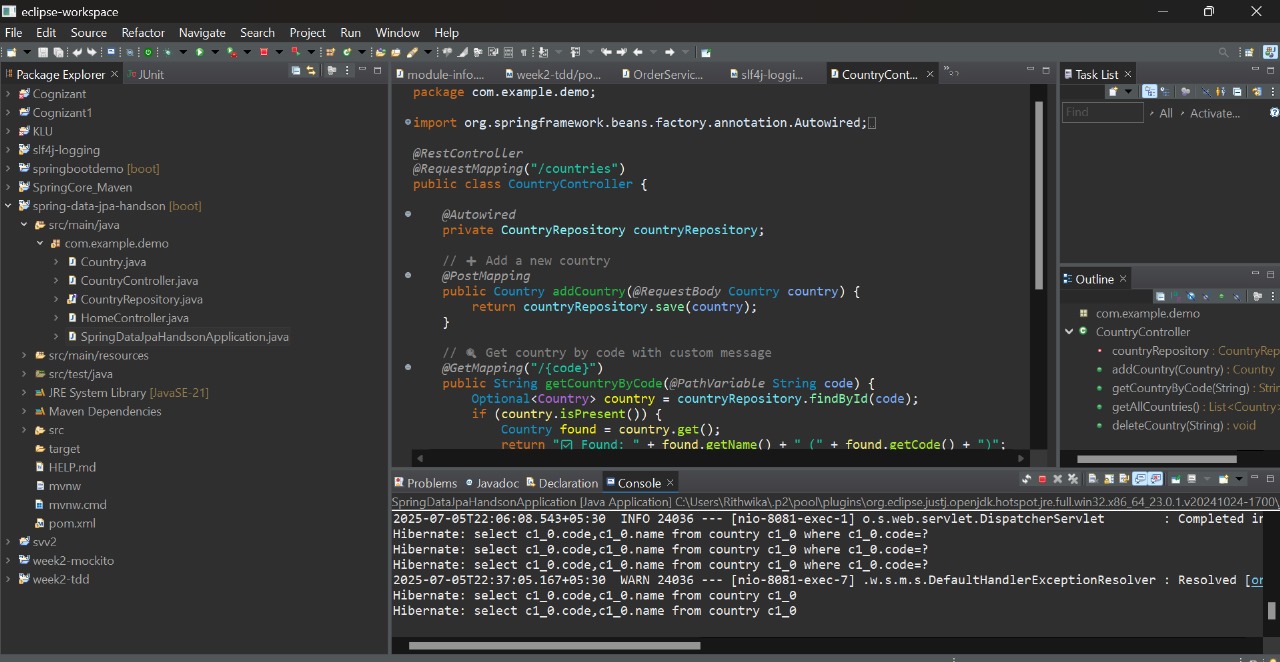 eclipse-workspace
File Edit Source Refactor Navigate Search Project Run Window Help
Package Explorer JUnit
Cognizant
Cognizant1
KLU
slf4j-logging
springbootdemo [boot]
SpringCore_Maven
spring-data-jpa-handson [boot]
src/main/java
com.example.demo
Country.java
CountryController.java
CountryRepository.java
HomeController.java
SpringDataJpaHandsonApplication.java
src/main/resources
src/test/java
JRE System Library [JavaSE-21]
Maven Dependencies
src
target
HELP.md
mvnw
mvnw.cmd
pom.xml
svv2
week2-mockito
week2-tdd
module-info.... week2-tdd/po... OrderServic... slf4j-loggi... CountryCont...
package com.example.demo;
import org.springframework.beans.factory.annotation.Autowired;
@RestController
@RequestMapping("/countries")
public class CountryController {
@Autowired
private CountryRepository countryRepository;
// ➕ Add a new country
@PostMapping
public Country addCountry(@RequestBody Country country) {
return countryRepository.save(country);
}
// 🔍 Get country by code with custom message
@GetMapping("/{code}")
public String getCountryByCode(@PathVariable String code) {
Optional<Country> country = countryRepository.findById(code);
if (country.isPresent()) {
Country found = country.get();
return "☑ Found: " + found.getName() + " (" + found.getCode() + ")";
Task List
Find All Activate...
Outline
com.example.demo
CountryController
countryRepository : CountryRep
addCountry(Country) : Country
getCountryByCode(String) : Strin
getAllCountries() : List<Country>
deleteCountry(String) : void
Problems Javadoc Declaration Console
SpringDataJpaHandsonApplication [Java Application] C:\Users\Rithwika\.p2\pool\plugins\org.eclipse.justj.openjdk.hotspot.jre.full.win32.x86_64_23.0.1.v20241024-1700\
2025-07-05T22:06:08.543+05:30 INFO 24036 --- [nio-8081-exec-1] o.s.web.servlet.DispatcherServlet : Completed in
Hibernate: select c1_0.code,c1_0.name from country c1_0 where c1_0.code=?
Hibernate: select c1_0.code,c1_0.name from country c1_0 where c1_0.code=?
Hibernate: select c1_0.code,c1_0.name from country c1_0 where c1_0.code=?
2025-07-05T22:37:05.167+05:30 WARN 24036 --- [nio-8081-exec-7] .w.s.m.s.DefaultHandlerExceptionResolver : Resolved [or
Hibernate: select c1_0.code,c1_0.name from country c1_0
Hibernate: select c1_0.code,c1_0.name from country c1_0